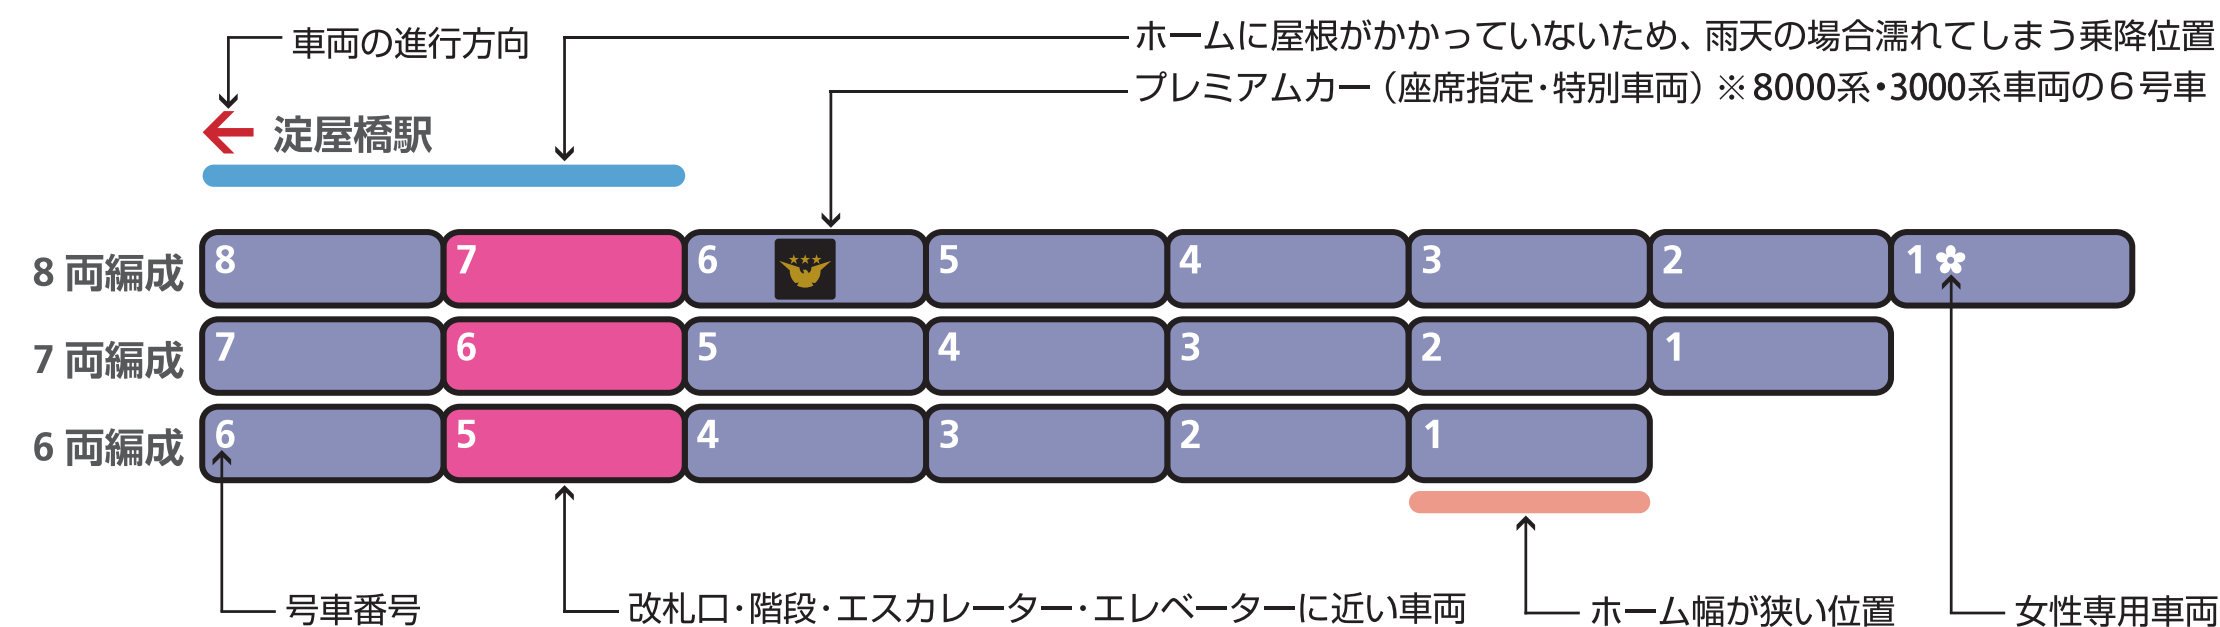 車両の進行方向
ホームに屋根がかかっていないため、雨天の場合濡れてしまう乗降位置
プレミアムカー（座席指定・特別車両）※8000系・3000系車両の６号車
淀屋橋駅
8 両編成
8 7 6 5 4 3 2 1
7 両編成
7 6 5 4 3 2 1
6 両編成
6 5 4 3 2 1
号車番号
改札口・階段・エスカレーター・エレベーターに近い車両
ホーム幅が狭い位置
女性専用車両